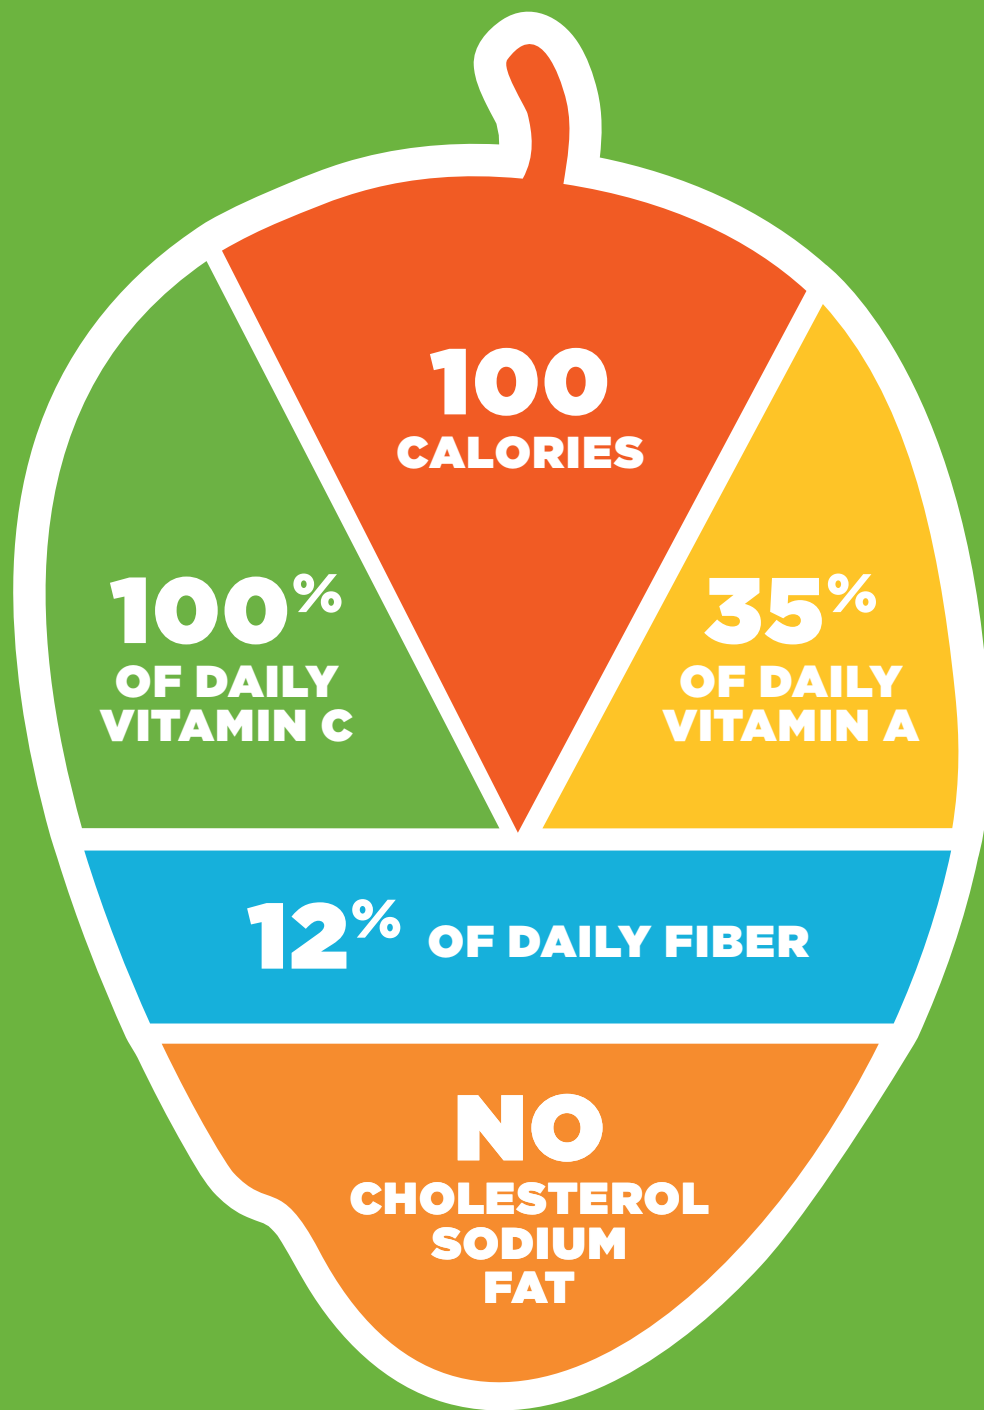 100
CALORIES
100%
OF DAILY
VITAMIN C
35%
OF DAILY
VITAMIN A
12% OF DAILY FIBER
NO
CHOLESTEROL
SODIUM
FAT